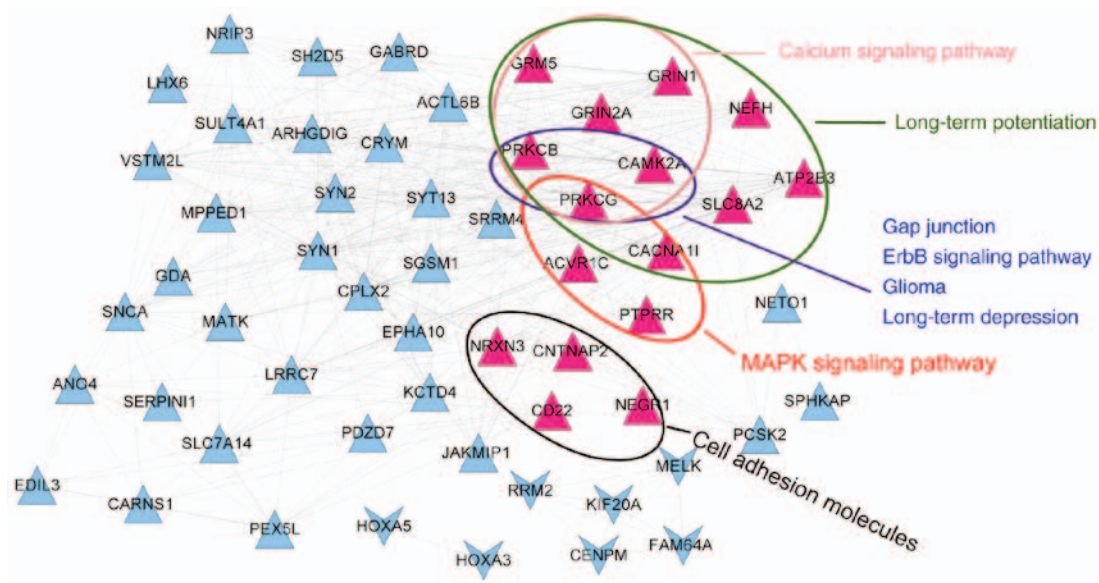 NRIP3
SH2D5
GABRD
Calcium signaling pathway
GRM5
GRIN1
LHX6
ACTL6B
NEFH
GRIN2A
SULT4A1
ARHGDIG
CRYM
Long-term potentiation
PRKCB
CAMK2A
VSTM2L
ATP2B3
SYN2
SYT13
PRKCG
SLC8A2
MPPED1
SRRM4
Gap junction
SYN1
SGSM1
ACVR1C
CACNA1I
ErbB signaling pathway
GDA
CPLX2
Glioma
NETO1
SNCA
MATK
PTPRR
Long-term depression
EPHA10
NRXN3
CNTNAP2
MAPK signaling pathway
ANO4
LRRC7
SERPINI1
KCTD4
CD22
NEGR1
SPHKAP
SLC7A14
PDZD7
PCSK2
JAKMIP1
MELK
Cell adhesion molecules
EDIL3
RRM2
CARNS1
KIF20A
PEX5L
HOXA5
HOXA3
CENPM
FAM64A